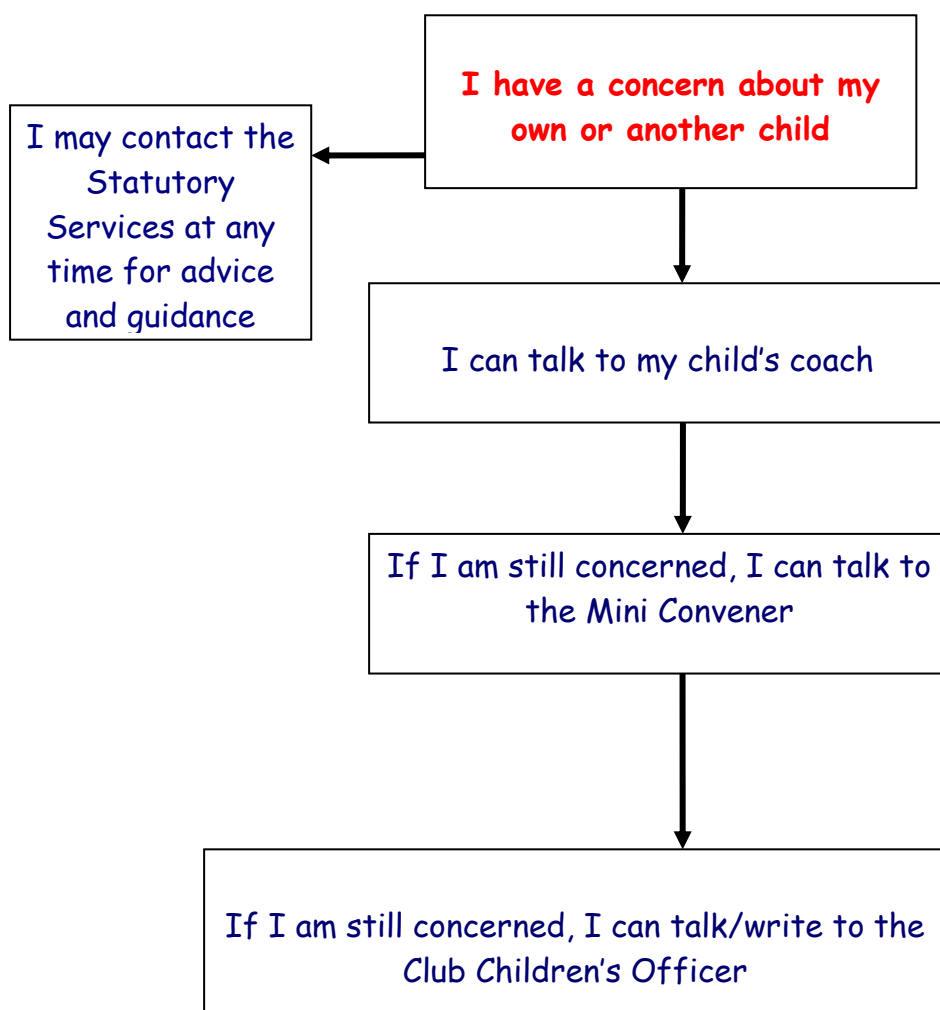 I have a concern about my
own or another child
I may contact the
Statutory
Services at any
time for advice
and guidance
I can talk to my child's coach
If I am still concerned, I can talk to
the Mini Convener
If I am still concerned, I can talk/write to the
Club Children's Officer